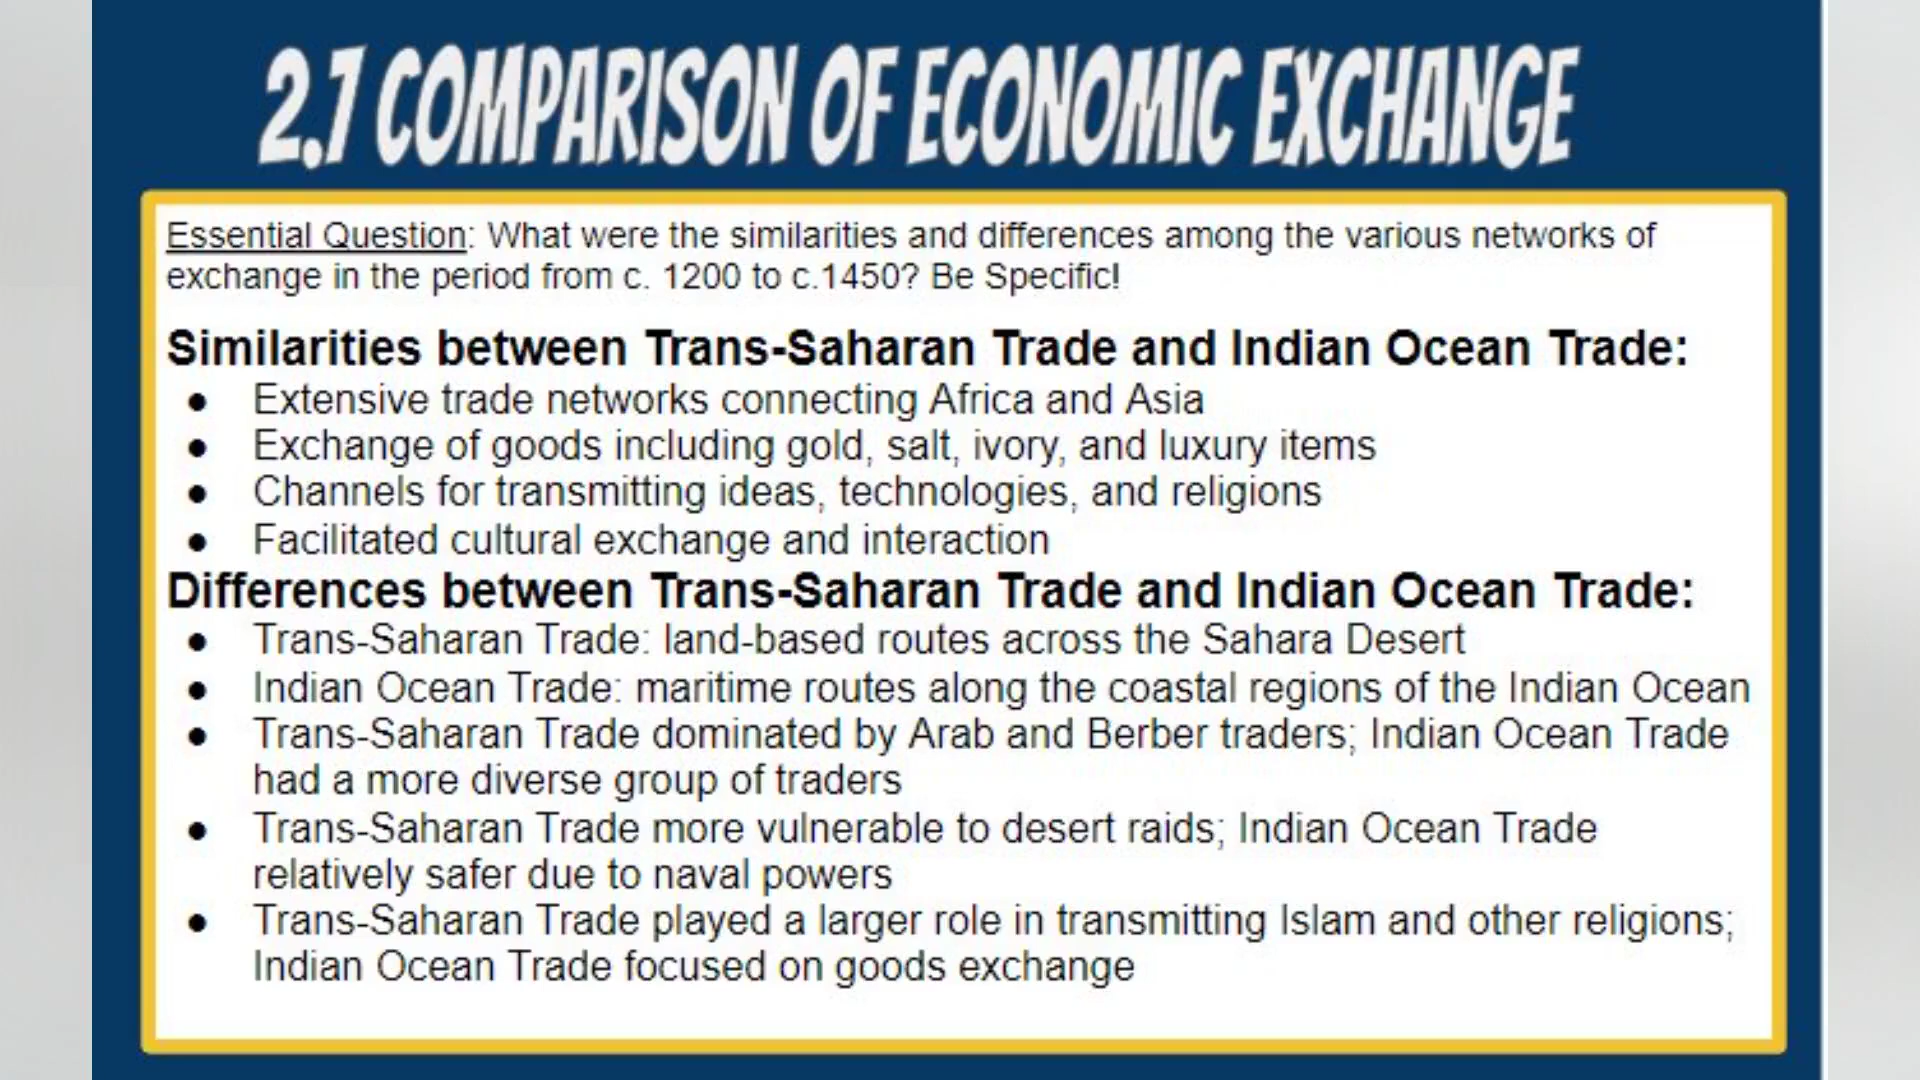 2.7 COMPARISON OF ECONOMIC EXCHANGE
Essential Question: What were the similarities and differences among the various networks of
exchange in the period from c. 1200 to c.1450? Be Specific!
Similarities between Trans-Saharan Trade and Indian Ocean Trade:
● Extensive trade networks connecting Africa and Asia
● Exchange of goods including gold, salt, ivory, and luxury items
● Channels for transmitting ideas, technologies, and religions
● Facilitated cultural exchange and interaction
Differences between Trans-Saharan Trade and Indian Ocean Trade:
● Trans-Saharan Trade: land-based routes across the Sahara Desert
● Indian Ocean Trade: maritime routes along the coastal regions of the Indian Ocean
● Trans-Saharan Trade dominated by Arab and Berber traders; Indian Ocean Trade
had a more diverse group of traders
● Trans-Saharan Trade more vulnerable to desert raids; Indian Ocean Trade
relatively safer due to naval powers
● Trans-Saharan Trade played a larger role in transmitting Islam and other religions;
Indian Ocean Trade focused on goods exchange